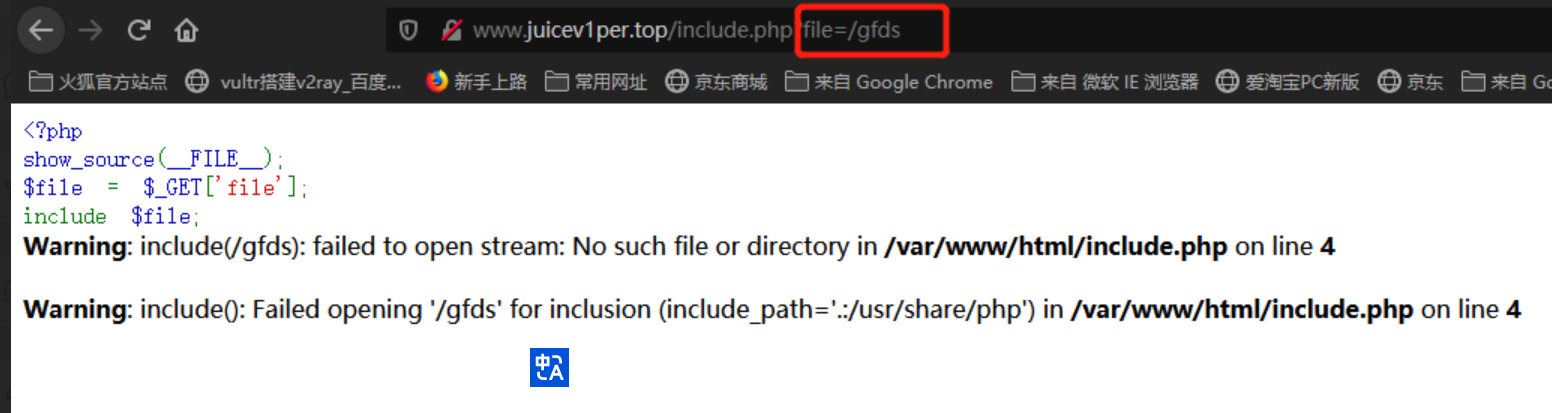 www.juicev1per.top/include.php?file=/gfds
火狐官方站点 vultr搭建v2ray_百度... 新手上路 常用网址 京东商城 来自 Google Chrome 来自 微软 IE 浏览器 爱淘宝PC新版 京东 来自 Go
<?php
show_source(__FILE__);
$file = $_GET['file'];
include $file;
Warning: include(/gfds): failed to open stream: No such file or directory in /var/www/html/include.php on line 4
Warning: include(): Failed opening '/gfds' for inclusion (include_path='.:/usr/share/php') in /var/www/html/include.php on line 4
中 A